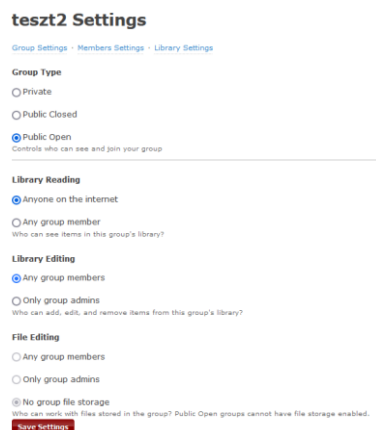 teszt2 Settings
Group Settings · Members Settings · Library Settings
Group Type
Private
Public Closed
Public Open
Controls who can see and join your group
Library Reading
Anyone on the internet
Any group member
Who can see items in this group's library?
Library Editing
Any group members
Only group admins
Who can add, edit, and remove items from this group's library?
File Editing
Any group members
Only group admins
No group file storage
Who can work with files stored in the group? Public Open groups cannot have file storage enabled.
Save Settings